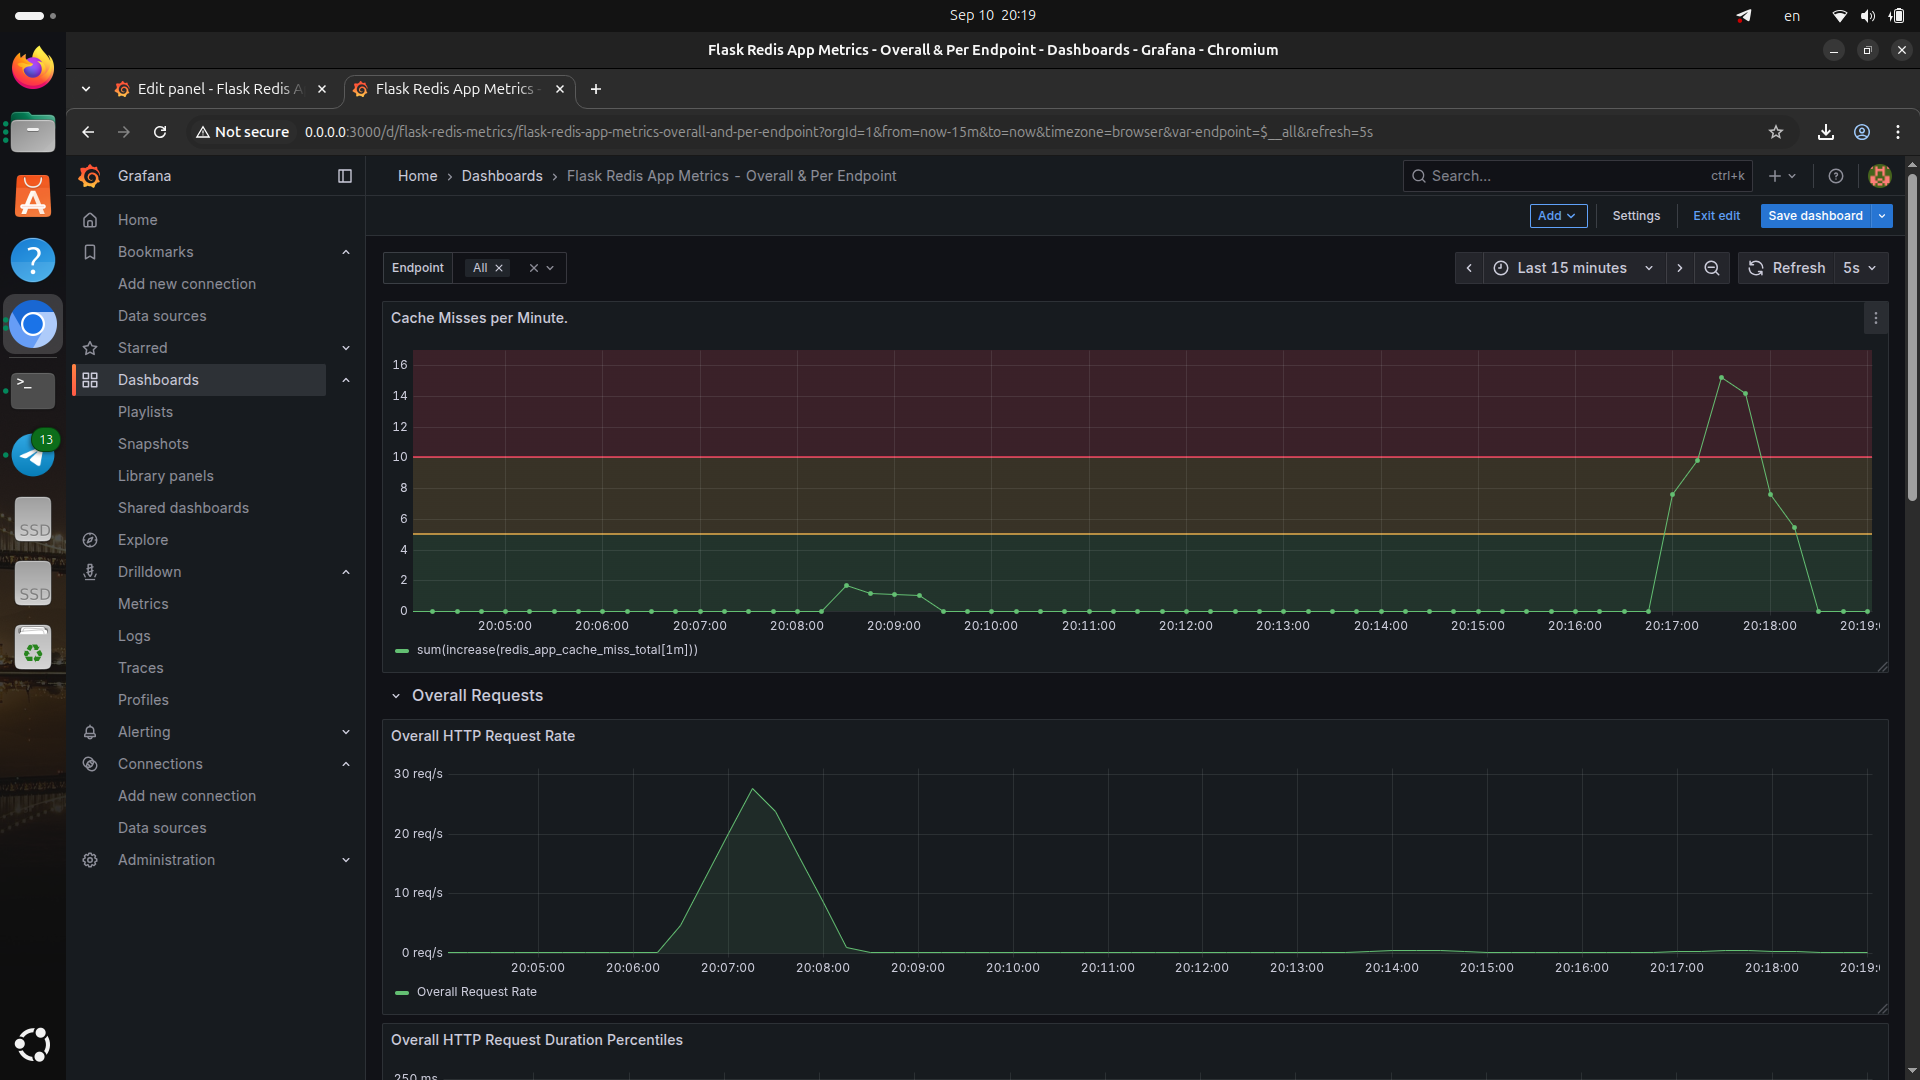 Sep 10 20:19
en
Flask Redis App Metrics - Overall & Per Endpoint - Dashboards - Grafana - Chromium
Edit panel - Flask Redis A
Flask Redis App Metrics -
Not secure
0.0.0.0:3000/d/flask-redis-metrics/flask-redis-app-metrics-overall-and-per-endpoint?orgId=1&from=now-15m&to=now&timezone=browser&var-endpoint=$__all&refresh=5s
Grafana
Home › Dashboards › Flask Redis App Metrics - Overall & Per Endpoint
Search...
ctrl+k
Add
Settings
Exit edit
Save dashboard
Home
Bookmarks
Add new connection
Data sources
Starred
Dashboards
Playlists
Snapshots
Library panels
Shared dashboards
Explore
Drilldown
Metrics
Logs
Traces
Profiles
Alerting
Connections
Add new connection
Data sources
Administration
13
SSD
SSD
Endpoint
All
Last 15 minutes
Refresh
5s
Cache Misses per Minute.
16
14
12
10
8
6
4
2
0
20:05:00 20:06:00 20:07:00 20:08:00 20:09:00 20:10:00 20:11:00 20:12:00 20:13:00 20:14:00 20:15:00 20:16:00 20:17:00 20:18:00 20:19:
sum(increase(redis_app_cache_miss_total[1m]))
Overall Requests
Overall HTTP Request Rate
30 req/s
20 req/s
10 req/s
0 req/s
20:05:00 20:06:00 20:07:00 20:08:00 20:09:00 20:10:00 20:11:00 20:12:00 20:13:00 20:14:00 20:15:00 20:16:00 20:17:00 20:18:00 20:19:
Overall Request Rate
Overall HTTP Request Duration Percentiles
250 ms